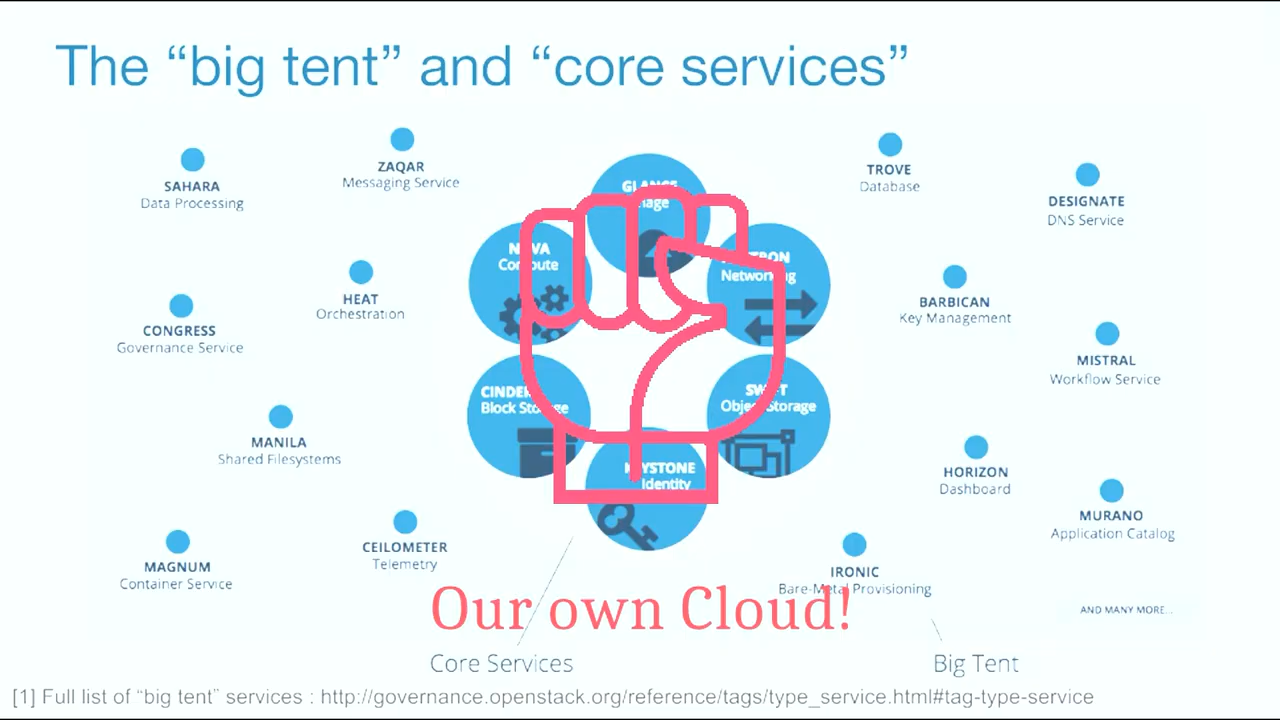 The “big tent” and “core services”
SAHARA
Data Processing
ZAQAR
Messaging Service
GLANCE
Image
TROVE
Database
DESIGNATE
DNS Service
NOVA
Compute
NEUTRON
Networking
CONGRESS
Governance Service
HEAT
Orchestration
BARBICAN
Key Management
MISTRAL
Workflow Service
CINDER
Block Storage
SWIFT
Object Storage
MANILA
Shared Filesystems
KEYSTONE
Identity
HORIZON
Dashboard
MURANO
Application Catalog
MAGNUM
Container Service
CEILOMETER
Telemetry
IRONIC
Bare-Metal Provisioning
AND MANY MORE...
Our own Cloud!
Core Services
Big Tent
[1] Full list of “big tent” services : http://governance.openstack.org/reference/tags/type_service.html#tag-type-service